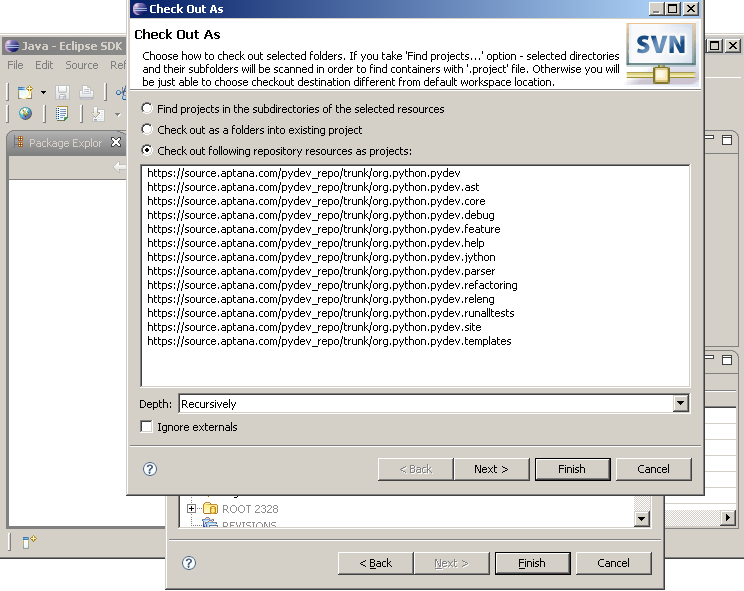 Check Out As
Check Out As
Choose how to check out selected folders. If you take 'Find projects...' option - selected directories
and their subfolders will be scanned in order to find containers with '.project' file. Otherwise you will
be just able to choose checkout destination different from default workspace location.
SVN
Java - Eclipse SDK
File Edit Source Ref
Package Explor
Find projects in the subdirectories of the selected resources
Check out as a folders into existing project
Check out following repository resources as projects:
https://source.aptana.com/pydev_repo/trunk/org.python.pydev
https://source.aptana.com/pydev_repo/trunk/org.python.pydev.ast
https://source.aptana.com/pydev_repo/trunk/org.python.pydev.core
https://source.aptana.com/pydev_repo/trunk/org.python.pydev.debug
https://source.aptana.com/pydev_repo/trunk/org.python.pydev.feature
https://source.aptana.com/pydev_repo/trunk/org.python.pydev.help
https://source.aptana.com/pydev_repo/trunk/org.python.pydev.jython
https://source.aptana.com/pydev_repo/trunk/org.python.pydev.parser
https://source.aptana.com/pydev_repo/trunk/org.python.pydev.refactoring
https://source.aptana.com/pydev_repo/trunk/org.python.pydev.releng
https://source.aptana.com/pydev_repo/trunk/org.python.pydev.runalltests
https://source.aptana.com/pydev_repo/trunk/org.python.pydev.site
https://source.aptana.com/pydev_repo/trunk/org.python.pydev.templates
Depth: Recursively
Ignore externals
< Back Next > Finish Cancel
ROOT 2328
REVISIONS
< Back Next > Finish Cancel